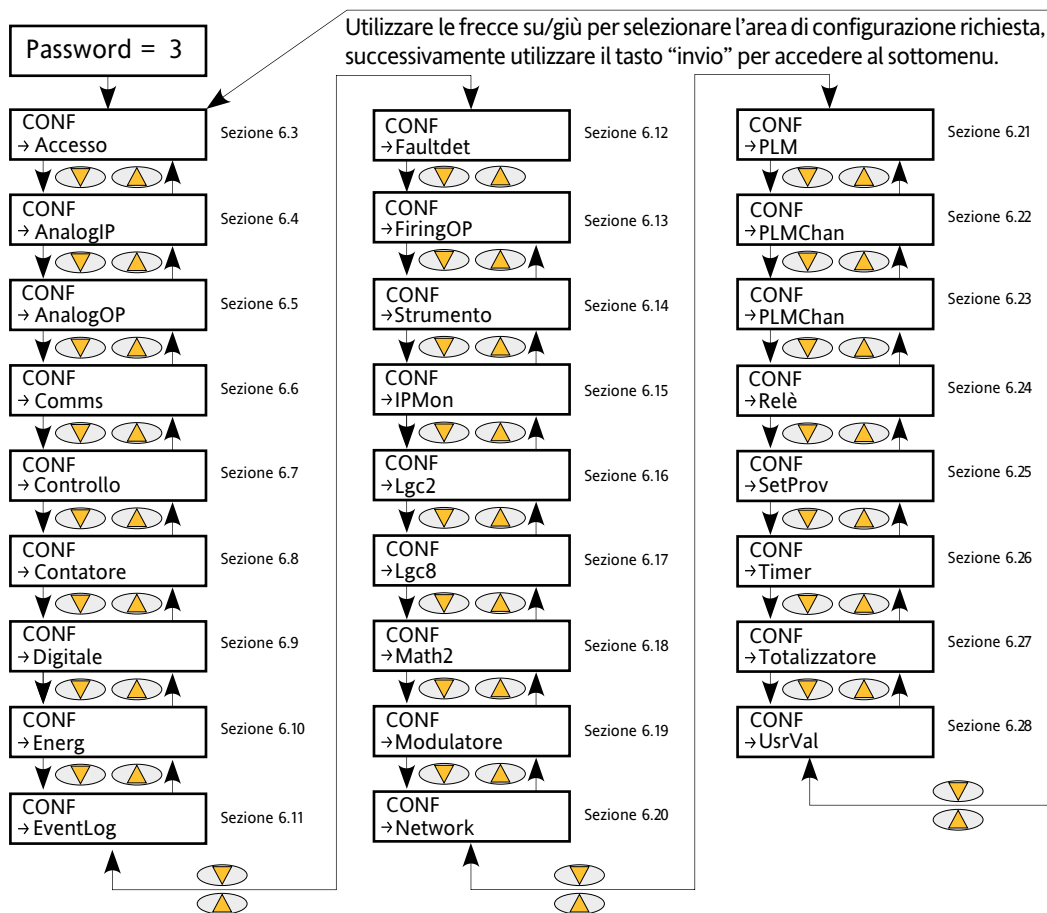 Utilizzare le frecce su/giù per selezionare l’area di configurazione richiesta,
successivamente utilizzare il tasto “invio” per accedere al sottomenu.
Password = 3
CONF
→Accesso
Sezione 6.3
CONF
→AnalogIP
Sezione 6.4
CONF
→AnalogOP
Sezione 6.5
CONF
→Comms
Sezione 6.6
CONF
→Controllo
Sezione 6.7
CONF
→Contatore
Sezione 6.8
CONF
→Digitale
Sezione 6.9
CONF
→Energ
Sezione 6.10
CONF
→EventLog
Sezione 6.11
CONF
→Faultdet
Sezione 6.12
CONF
→FiringOP
Sezione 6.13
CONF
→Strumento
Sezione 6.14
CONF
→IPMon
Sezione 6.15
CONF
→Lgc2
Sezione 6.16
CONF
→Lgc8
Sezione 6.17
CONF
→Math2
Sezione 6.18
CONF
→Modulatore
Sezione 6.19
CONF
→Network
Sezione 6.20
CONF
→PLM
Sezione 6.21
CONF
→PLMChan
Sezione 6.22
CONF
→PLMChan
Sezione 6.23
CONF
→Relè
Sezione 6.24
CONF
→SetProv
Sezione 6.25
CONF
→Timer
Sezione 6.26
CONF
→Totalizzatore
Sezione 6.27
CONF
→UsrVal
Sezione 6.28